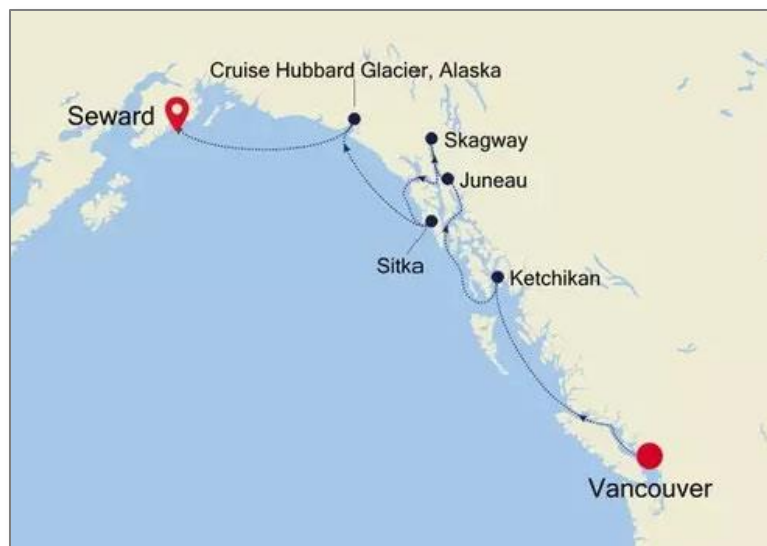 Cruise Hubbard Glacier, Alaska
Seward
Skagway
Juneau
Sitka
Ketchikan
Vancouver